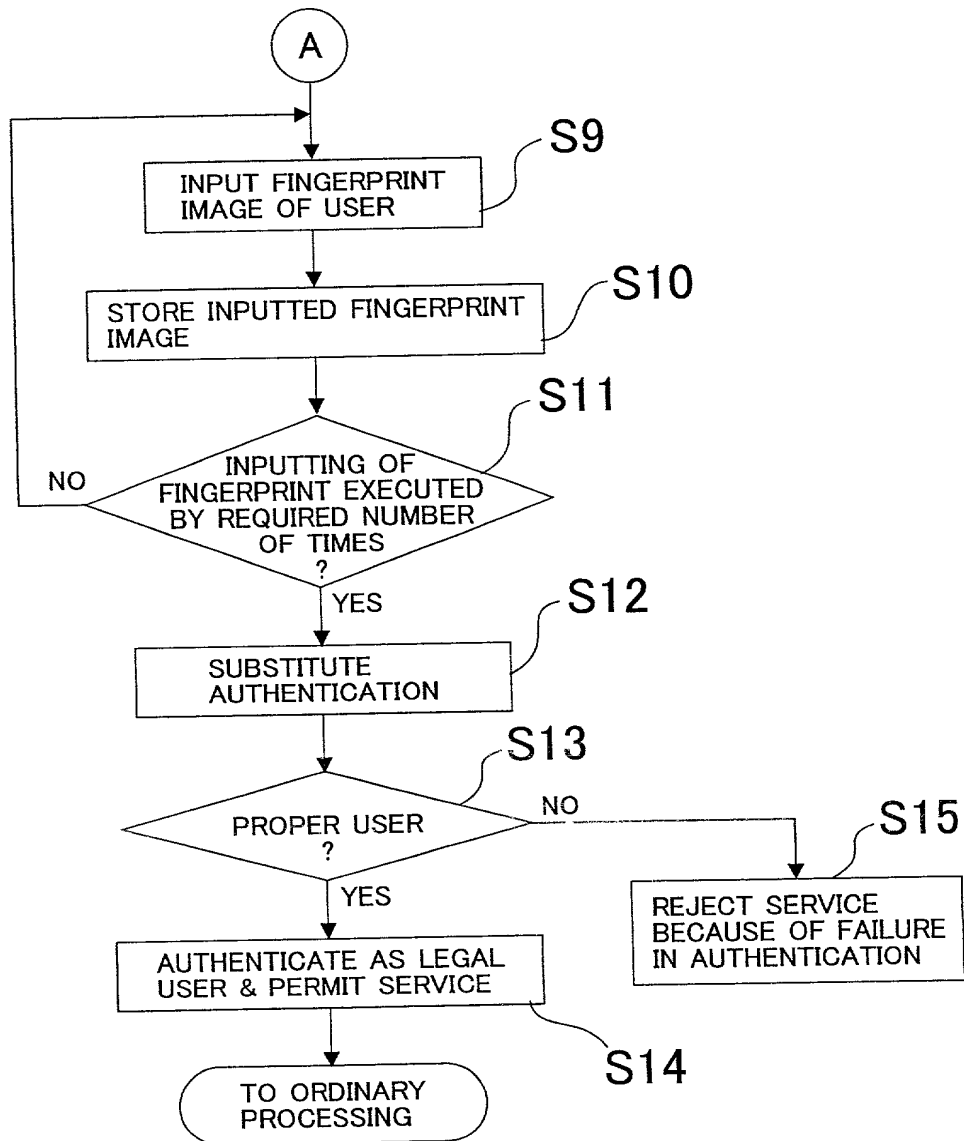 A
S9
INPUT FINGERPRINT
IMAGE OF USER
S10
STORE INPUTTED FINGERPRINT
IMAGE
S11
NO
INPUTTING OF
FINGERPRINT EXECUTED
BY REQUIRED NUMBER
OF TIMES
?
YES
S12
SUBSTITUTE
AUTHENTICATION
S13
NO
PROPER USER
?
S15
YES
REJECT SERVICE
BECAUSE OF FAILURE
IN AUTHENTICATION
AUTHENTICATE AS LEGAL
USER & PERMIT SERVICE
S14
TO ORDINARY
PROCESSING